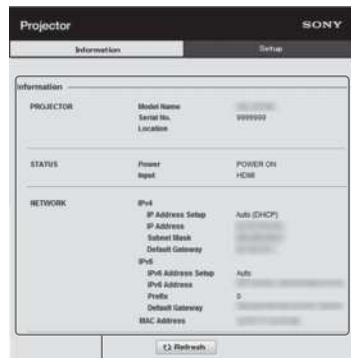 Projector SONY
Information Setup
Information
PROJECTOR Model Name
Serial No. 9999999
Location
STATUS Power POWER ON
Input HDMI
NETWORK IPv4
IP Address Setup Auto (DHCP)
IP Address
Subnet Mask
Default Gateway
IPv6
IPv6 Address Setup Auto
IPv6 Address
Prefix 0
Default Gateway
MAC Address
Refresh